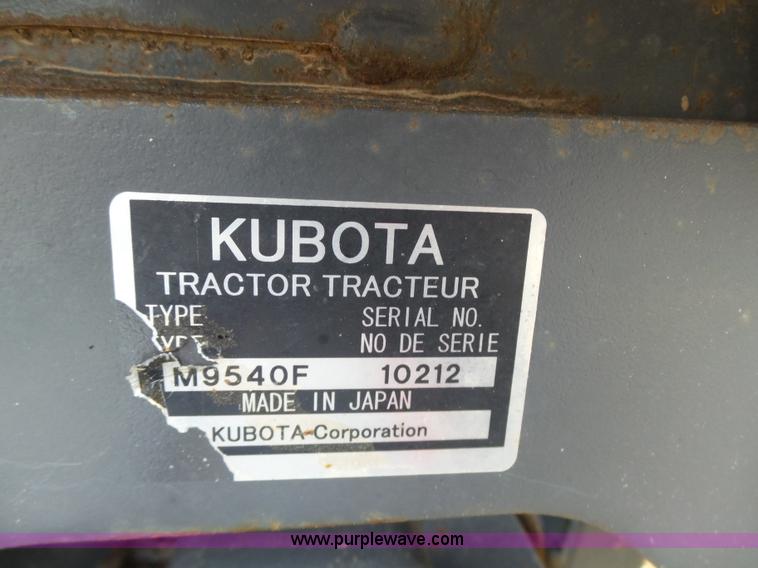 KUBOTA
TRACTOR TRACTEUR
TYPE SERIAL NO.
TYPE NO DE SERIE
M9540F 10212
MADE IN JAPAN
KUBOTA Corporation
www.purplewave.com